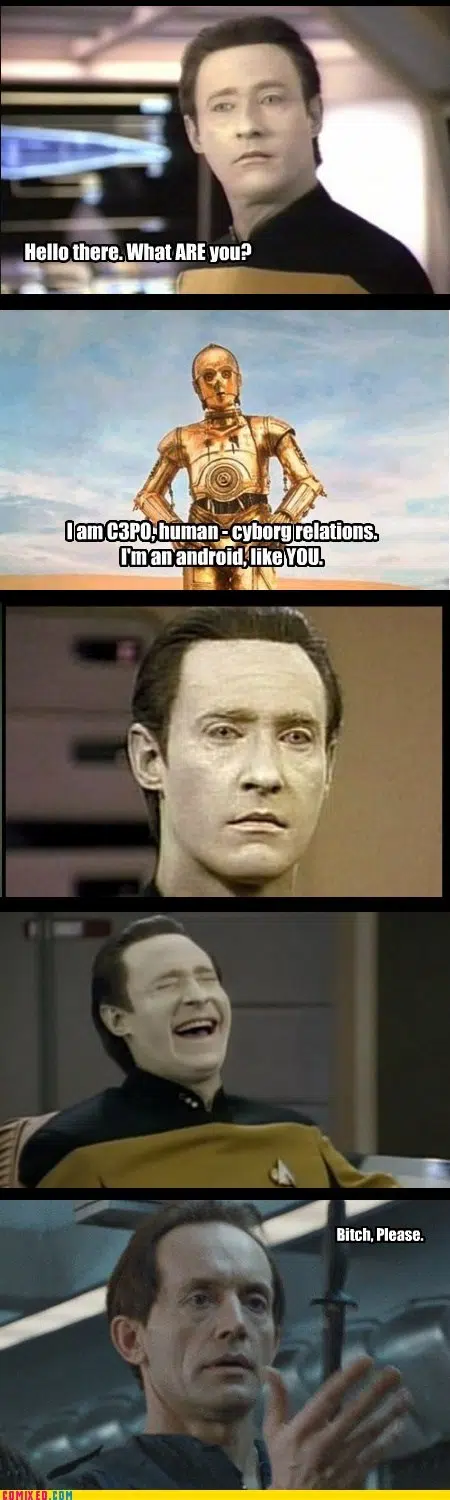 Hello there. What ARE you?
I am C3PO, human - cyborg relations.
I'm an android, like YOU.
Bitch, Please.
COMIXED.COM